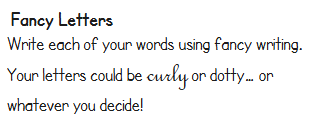 Fancy Letters
Write each of your words using fancy writing.
Your letters could be curly or dotty... or
whatever you decide!